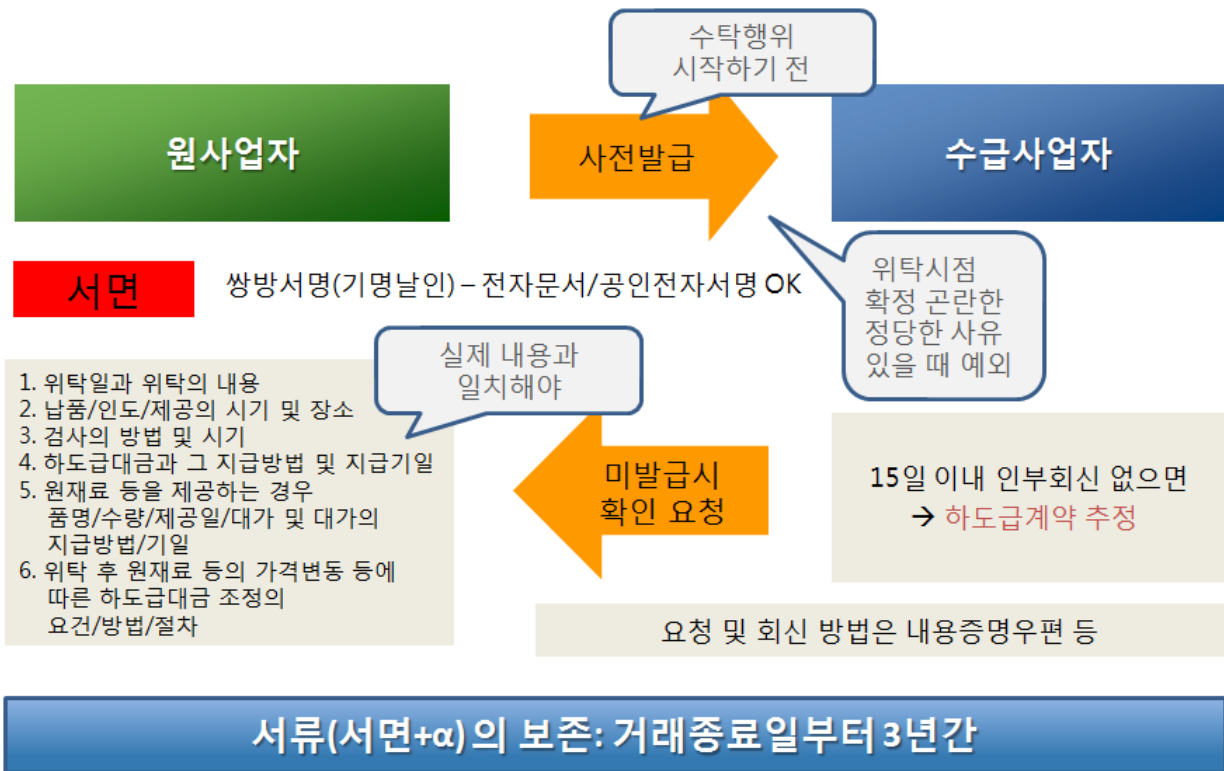 수탁행위
시작하기 전
원사업자
사전발급
수급사업자
서면
쌍방서명(기명날인) – 전자문서/공인전자서명 OK
위탁시점
확정 곤란한
정당한 사유
있을 때 예외
실제 내용과
일치해야
1. 위탁일과 위탁의 내용
2. 납품/인도/제공의 시기 및 장소
3. 검사의 방법 및 시기
4. 하도급대금과 그 지급방법 및 지급기일
5. 원재료 등을 제공하는 경우
품명/수량/제공일/대가 및 대가의
지급방법/기일
6. 위탁 후 원재료 등의 가격변동 등에
따른 하도급대금 조정의
요건/방법/절차
미발급시
확인 요청
15일 이내 인부회신 없으면
→ 하도급계약 추정
요청 및 회신 방법은 내용증명우편 등
서류(서면+α)의 보존: 거래종료일부터 3년간